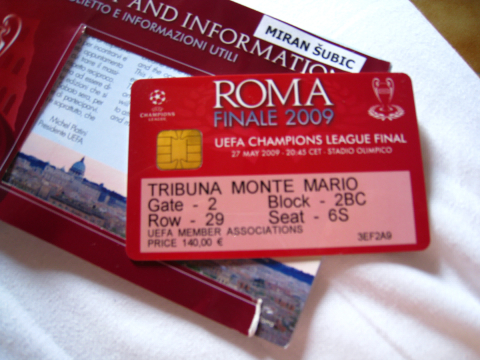 AND INFORMATION
LIETTO E INFORMAZIONI UTILI
MIRAN ŠUBIC
Michel Platini
Presidente UEFA
CHAMPIONS
LEAGUE
ROMA
FINALE 2009
UEFA CHAMPIONS LEAGUE FINAL
27 MAY 2009 - 20:45 CET - STADIO OLIMPICO
TRIBUNA MONTE MARIO
Gate - 2 Block - 2BC
Row - 29 Seat - 6S
UEFA MEMBER ASSOCIATIONS
PRICE 140,00 € 3EF2A9